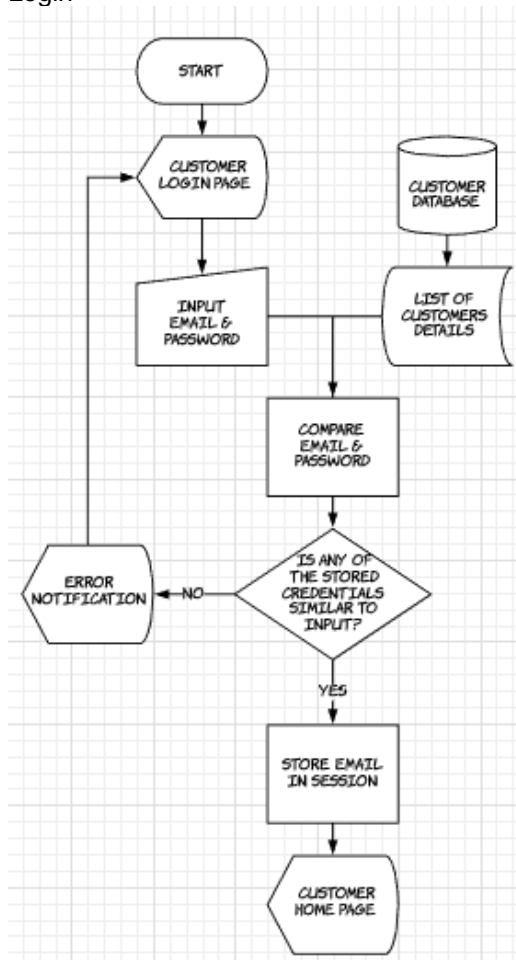 Login
START
CUSTOMER
LOGIN PAGE
CUSTOMER
DATABASE
INPUT
EMAIL &
PASSWORD
LIST OF
CUSTOMERS
DETAILS
COMPARE
EMAIL &
PASSWORD
IS ANY OF
THE STORED
CREDENTIALS
SIMILAR TO
INPUT?
NO
ERROR
NOTIFICATION
YES
STORE EMAIL
IN SESSION
CUSTOMER
HOME PAGE